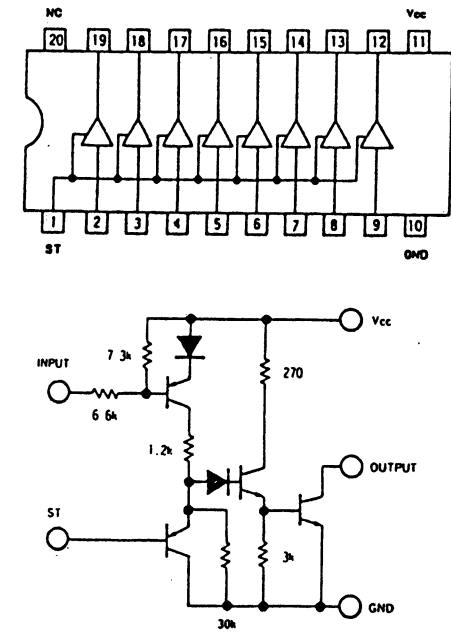 NC Vcc
20 19 18 17 16 15 14 13 12 11
1 2 3 4 5 6 7 8 9 10
ST GND
Vcc
7 3k
INPUT
270
6 6k
1.2k
OUTPUT
ST
3k
GND
30k